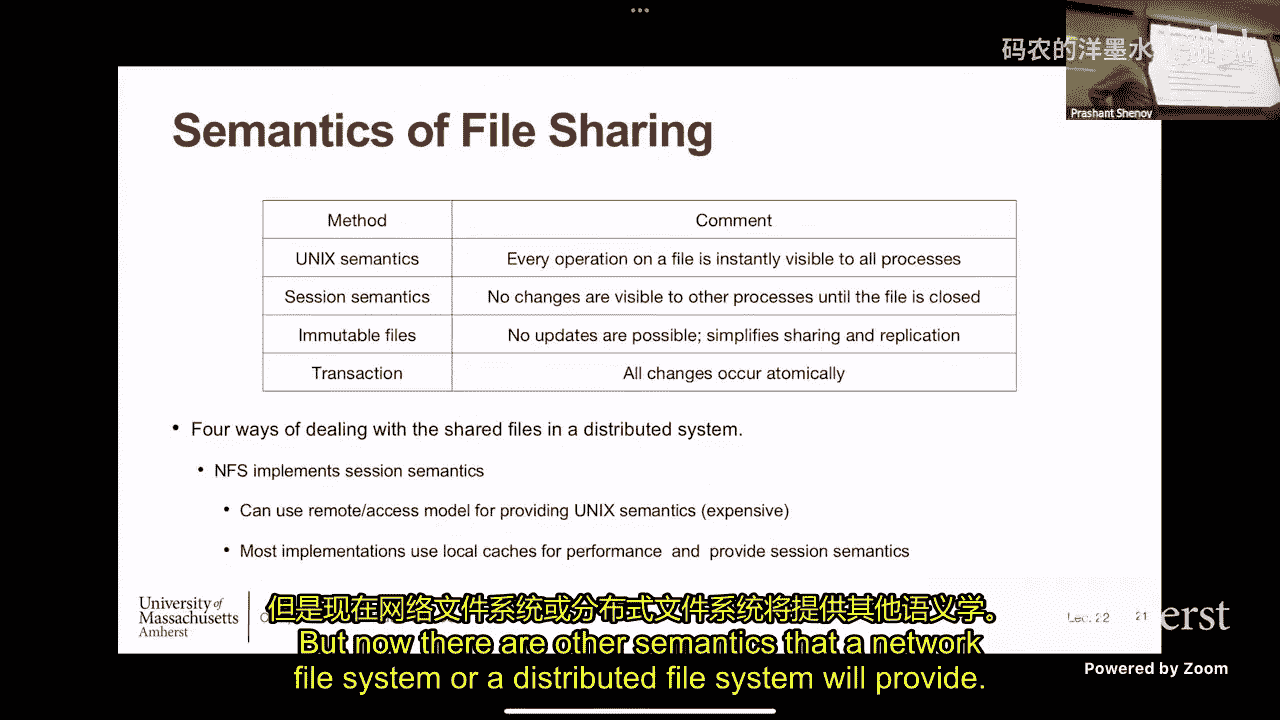 码农的洋墨水
Prashant Shenoy
Semantics of File Sharing
Method Comment
UNIX semantics Every operation on a file is instantly visible to all processes
Session semantics No changes are visible to other processes until the file is closed
Immutable files No updates are possible; simplifies sharing and replication
Transaction All changes occur atomically
• Four ways of dealing with the shared files in a distributed system.
• NFS implements session semantics
• Can use remote/access model for providing UNIX semantics (expensive)
• Most implementations use local caches for performance and provide session semantics
University of
Massachusetts
Amherst
Lec. 22 21
erst
但是现在网络文件系统或分布式文件系统将提供其他语义学。
But now there are other semantics that a network
file system or a distributed file system will provide.
Powered by Zoom